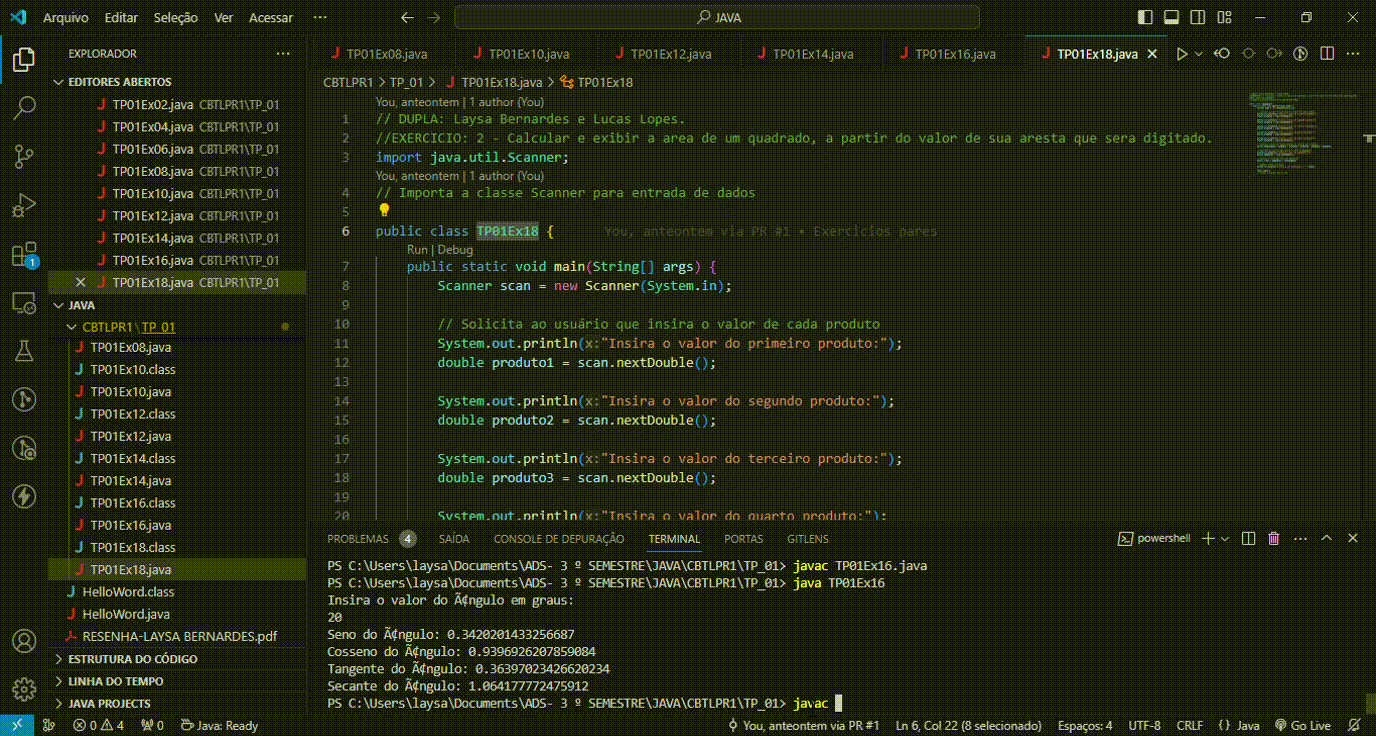 Arquivo Editar Seleção Ver Acessar ··· JAVA
EXPLORADOR ···
EDITORES ABERTOS
TP01Ex02.java CBTLPR1\TP_01
TP01Ex04.java CBTLPR1\TP_01
TP01Ex06.java CBTLPR1\TP_01
TP01Ex08.java CBTLPR1\TP_01
TP01Ex10.java CBTLPR1\TP_01
TP01Ex12.java CBTLPR1\TP_01
TP01Ex14.java CBTLPR1\TP_01
TP01Ex16.java CBTLPR1\TP_01
TP01Ex18.java CBTLPR1\TP_01
JAVA
CBTLPR1\TP_01
TP01Ex08.java
TP01Ex10.class
TP01Ex10.java
TP01Ex12.class
TP01Ex12.java
TP01Ex14.class
TP01Ex14.java
TP01Ex16.class
TP01Ex16.java
TP01Ex18.class
TP01Ex18.java
HelloWord.class
HelloWord.java
RESENHA-LAYSA BERNARDES.pdf
ESTRUTURA DO CÓDIGO
LINHA DO TEMPO
JAVA PROJECTS
1
TP01Ex08.java TP01Ex10.java TP01Ex12.java TP01Ex14.java TP01Ex16.java TP01Ex18.java
CBTLPR1 > TP_01 > TP01Ex18.java > TP01Ex18
You, anteontem | 1 author (You)
1 // DUPLA: Laysa Bernardes e Lucas Lopes.
2 //EXERCICIO: 2 - Calcular e exibir a area de um quadrado, a partir do valor de sua aresta que sera digitado.
3 import java.util.Scanner;
You, anteontem | 1 author (You)
4 // Importa a classe Scanner para entrada de dados
5
6 public class TP01Ex18 { You, anteontem via PR #1 • Exercicios pares
Run | Debug
7 public static void main(String[] args) {
8 Scanner scan = new Scanner(System.in);
9
10 // Solicita ao usuário que insira o valor de cada produto
11 System.out.println(x:"Insira o valor do primeiro produto:");
12 double produto1 = scan.nextDouble();
13
14 System.out.println(x:"Insira o valor do segundo produto:");
15 double produto2 = scan.nextDouble();
16
17 System.out.println(x:"Insira o valor do terceiro produto:");
18 double produto3 = scan.nextDouble();
19
20 System.out.println(x:"Insira o valor do quarto produto:");
PROBLEMAS 4 SAÍDA CONSOLE DE DEPURAÇÃO TERMINAL PORTAS GITLENS powershell
PS C:\Users\laysa\Documents\ADS- 3 º SEMESTRE\JAVA\CBTLPR1\TP_01> javac TP01Ex16.java
PS C:\Users\laysa\Documents\ADS- 3 º SEMESTRE\JAVA\CBTLPR1\TP_01> java TP01Ex16
Insira o valor do Ã¢ngulo em graus:
20
Seno do Ã¢ngulo: 0.3420201433256687
Cosseno do Ã¢ngulo: 0.9396926207859084
Tangente do Ã¢ngulo: 0.36397023426620234
Secante do Ã¢ngulo: 1.064177772475912
PS C:\Users\laysa\Documents\ADS- 3 º SEMESTRE\JAVA\CBTLPR1\TP_01> javac
0 4 0 Java: Ready You, anteontem via PR #1 Ln 6, Col 22 (8 selecionado) Espaços: 4 UTF-8 CRLF {} Java Go Live